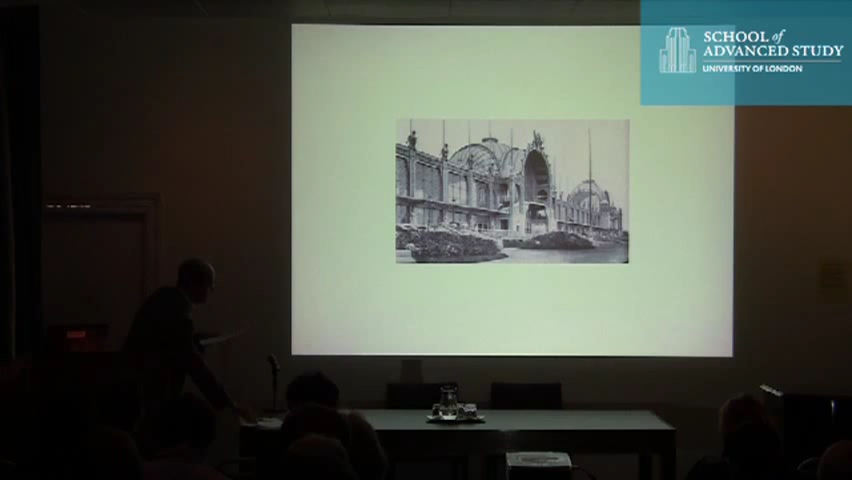 SCHOOL of
ADVANCED STUDY
UNIVERSITY OF LONDON